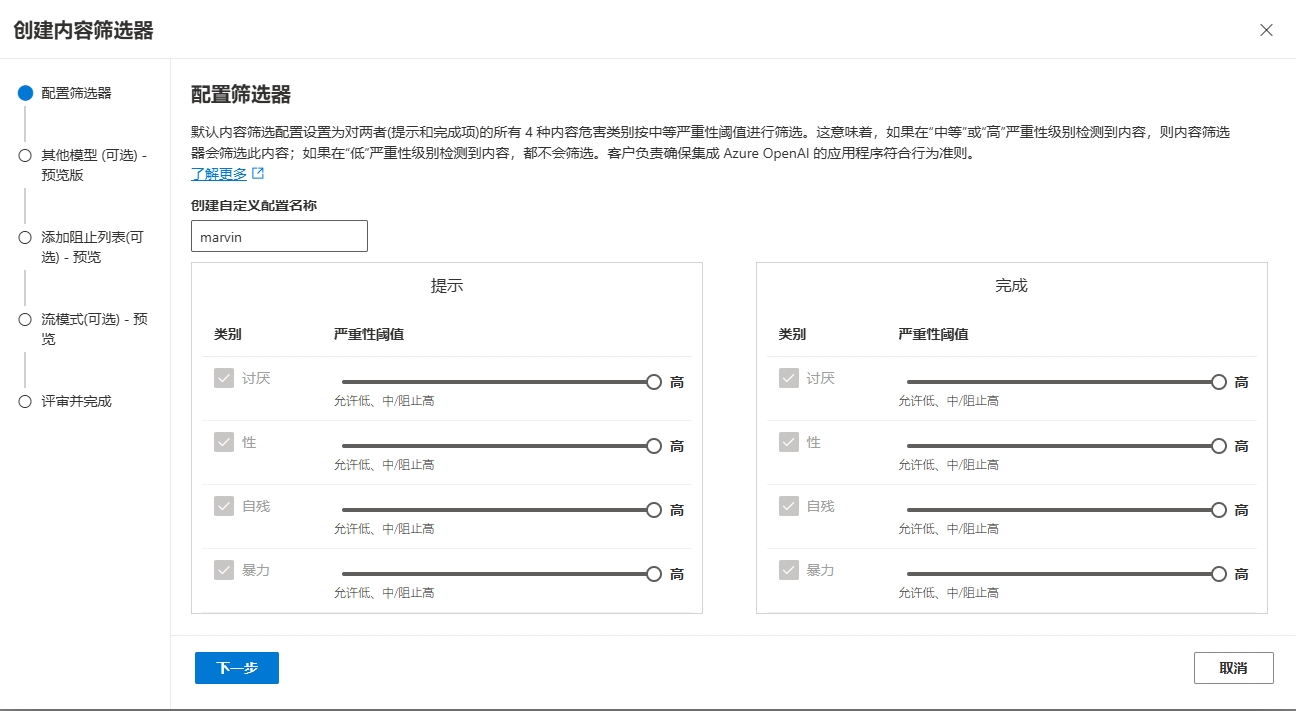 创建内容筛选器
配置筛选器
其他模型 (可选) -
预览版
添加阻止列表(可
选) - 预览
流模式(可选) - 预
览
评审并完成
配置筛选器
默认内容筛选配置设置为对两者(提示和完成项)的所有 4 种内容危害类别按中等严重性阈值进行筛选。这意味着，如果在“中等”或“高”严重性级别检测到内容，则内容筛选
器会筛选此内容；如果在“低”严重性级别检测到内容，都不会筛选。客户负责确保集成 Azure OpenAI 的应用程序符合行为准则。
了解更多
创建自定义配置名称
marvin
提示
类别 严重性阈值
讨厌 高
允许低、中/阻止高
性 高
允许低、中/阻止高
自残 高
允许低、中/阻止高
暴力 高
允许低、中/阻止高
完成
类别 严重性阈值
讨厌 高
允许低、中/阻止高
性 高
允许低、中/阻止高
自残 高
允许低、中/阻止高
暴力 高
允许低、中/阻止高
下一步
取消